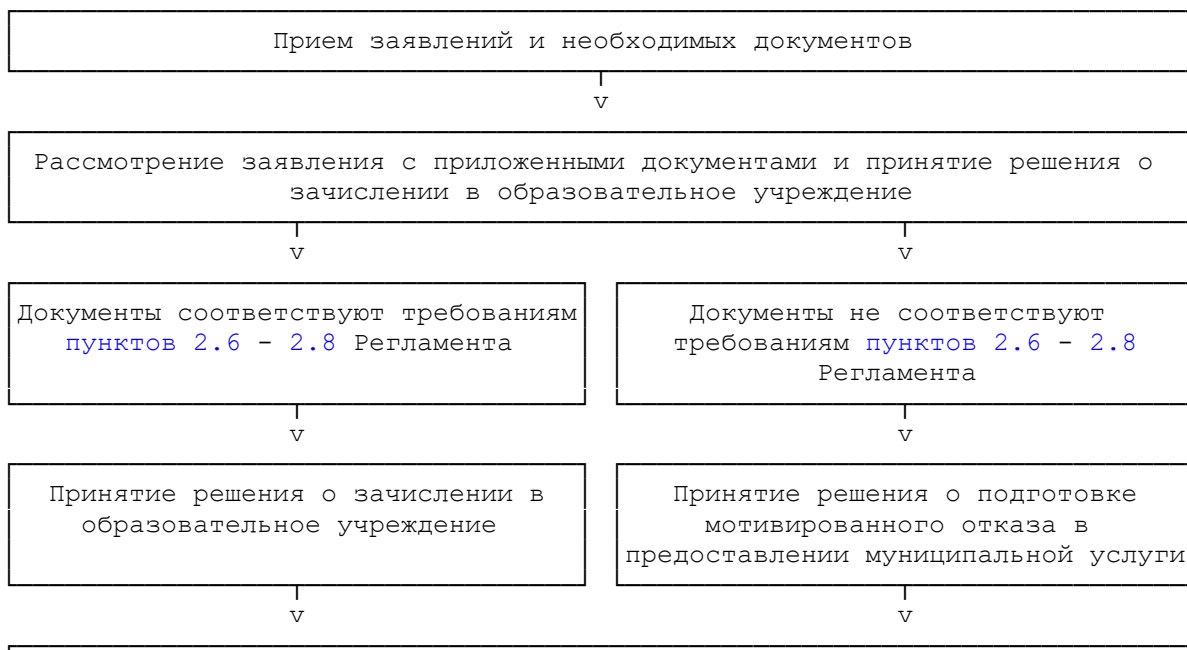 Прием заявлений и необходимых документов
v
Рассмотрение заявления с приложенными документами и принятие решения о
зачислении в образовательное учреждение
v v
Документы соответствуют требованиям
пунктов 2.6 - 2.8 Регламента
Документы не соответствуют
требованиям пунктов 2.6 - 2.8
Регламента
v v
Принятие решения о зачислении в
образовательное учреждение
Принятие решения о подготовке
мотивированного отказа в
предоставлении муниципальной услуги
v v